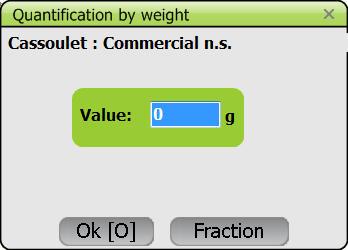 Quantification by weight
Cassoulet : Commercial n.s.
Value: 0 g
Ok [O] Fraction